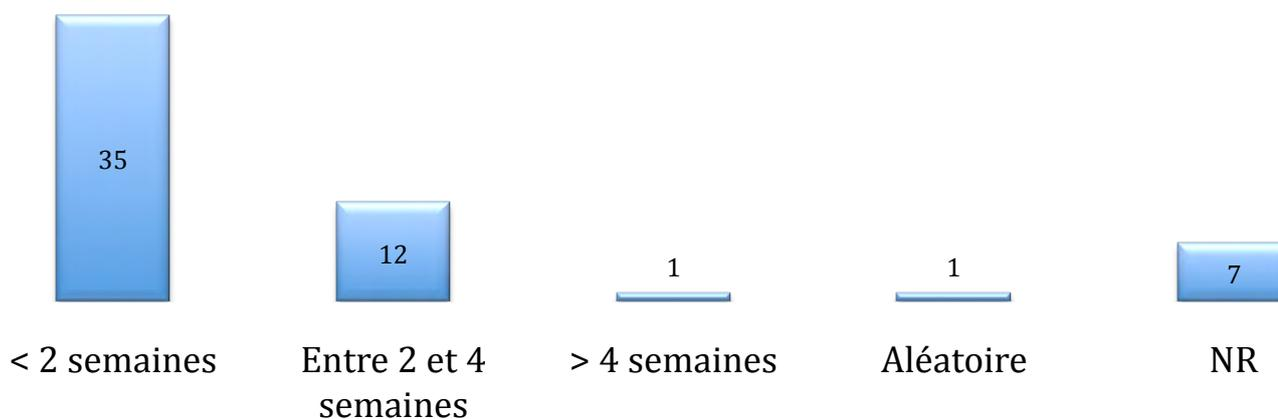 35
12
1
1
7
< 2 semaines
Entre 2 et 4
semaines
> 4 semaines
Aléatoire
NR